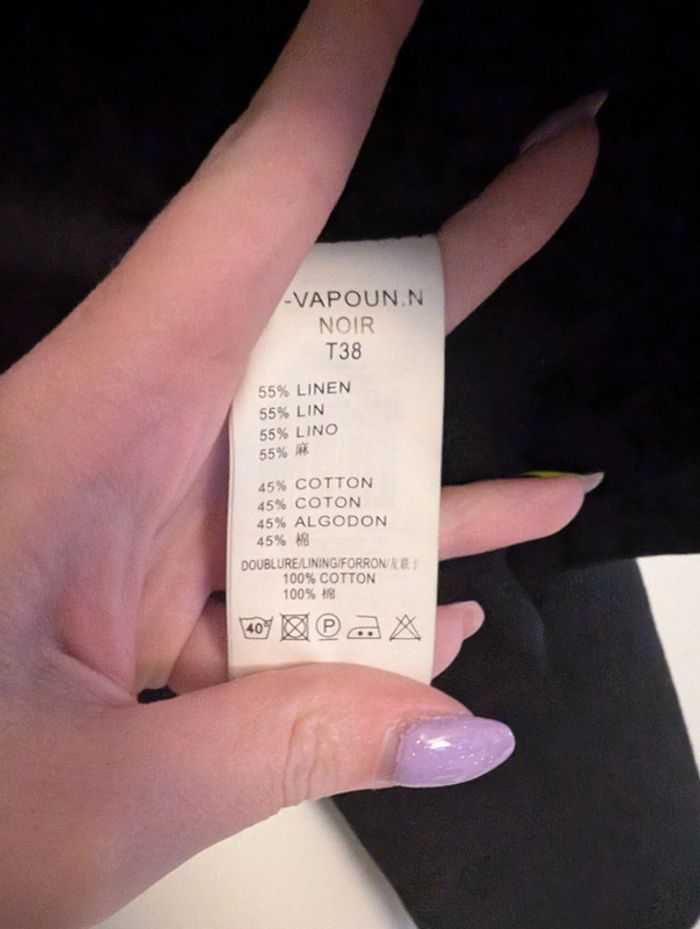 -VAPOUN.N
NOIR
T38
55% LINEN
55% LIN
55% LINO
55% 麻
45% COTTON
45% COTON
45% ALGODON
45% 棉
DOUBLURE/LINING/FORRON/
100% COTTON
100% 棉
40°
P